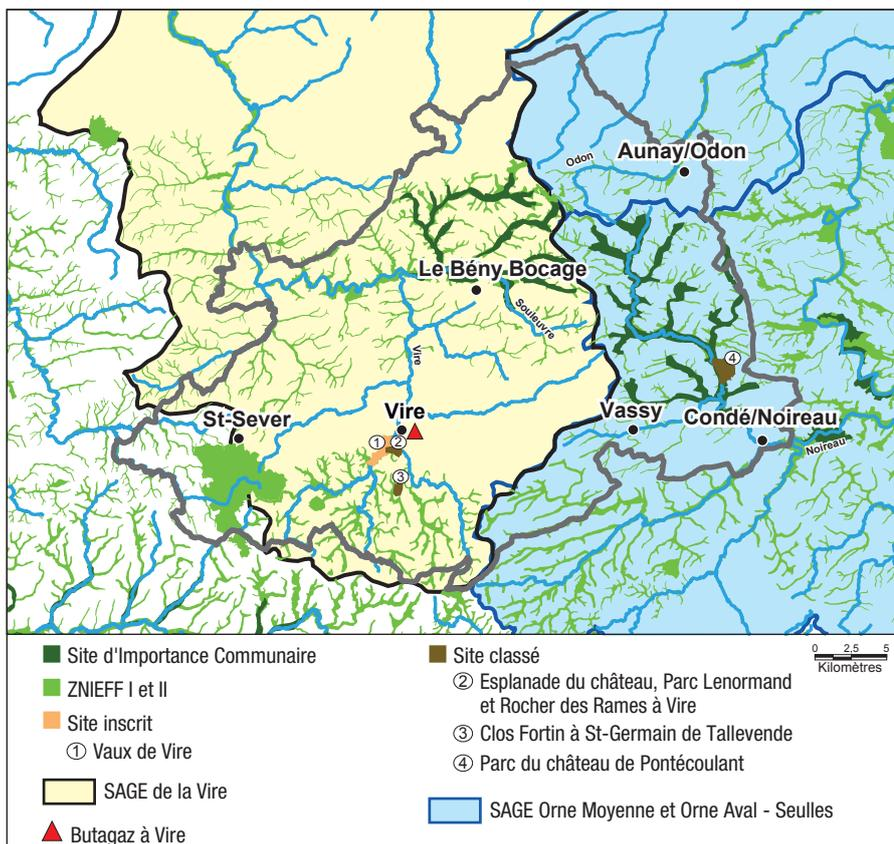 Odon
Aunay/Odon
Le Bény Bocage
Souleuvre
Vire
4
St-Sever
Vire
Vassy
Condé/Noireau
1
2
Noireau
3
Site d'Importance Communaire
ZNIEFF I et II
Site inscrit
1 Vaux de Vire
SAGE de la Vire
Butagaz à Vire
Site classé
2 Esplanade du château, Parc Lenormand
et Rocher des Rames à Vire
3 Clos Fortin à St-Germain de Tallevende
4 Parc du château de Pontécoulant
SAGE Orne Moyenne et Orne Aval - Seulles
0 2,5 5
Kilomètres